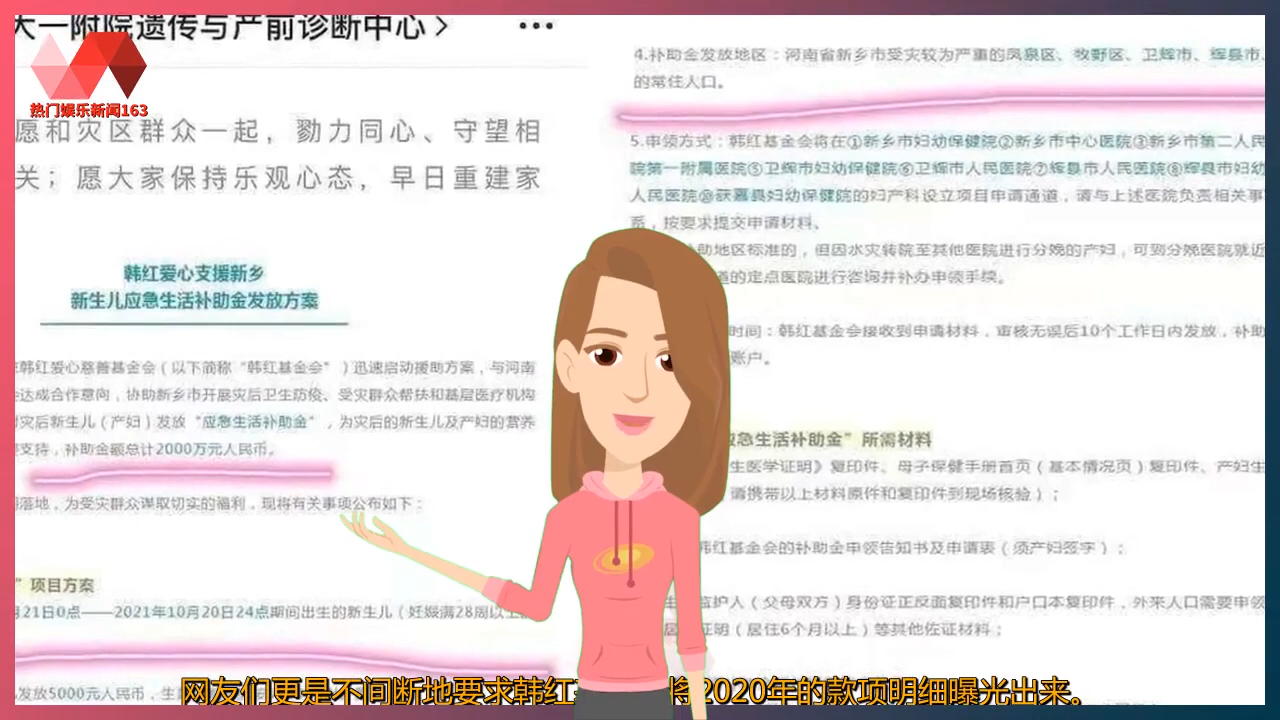 大一附院遗传与产前诊断中心
热门娱乐新闻163
愿和灾区群众一起，勠力同心、守望相
关；愿大家保持乐观心态，早日重建家
韩红爱心支援新乡
新生儿应急生活补助金发放方案
韩红爱心慈善基金会（以下简称“韩红基金会”）迅速启动援助方案，与河南
达成合作意向，协助新乡市开展灾后卫生防疫、受灾群众帮扶和基层医疗机构
灾后新生儿（产妇）发放“应急生活补助金”，为灾后的新生儿及产妇的营养
支持，补助金额总计2000万元人民币。
落地，为受灾群众谋取切实的福利，现将有关事项公布如下：
”项目方案
月21日0点——2021年10月20日24点期间出生的新生儿（妊娠满28周以上
发放5000元人民币，生
4.补助金发放地区：河南省新乡市受灾较为严重的凤泉区、牧野区、卫辉市、辉县市、
的常住人口。
5.申领方式：韩红基金会将在①新乡市妇幼保健院②新乡市中心医院③新乡市第二人民
院第一附属医院⑤卫辉市妇幼保健院⑥卫辉市人民医院⑦辉县市人民医院⑧辉县市妇幼
人民医院⑩获嘉县妇幼保健院的妇产科设立项目申请通道，请与上述医院负责相关事
系，按要求提交申请材料。
助地区标准的，但因水灾转院至其他医院进行分娩的产妇，可到分娩医院就近
道的定点医院进行咨询并补办申领手续。
时间：韩红基金会接收到申请材料，审核无误后10个工作日内发放，补助
账户。
应急生活补助金”所需材料
生医学证明》复印件、母子保健手册首页（基本情况页）复印件、产妇生
请携带以上材料原件和复印件到现场核验）；
韩红基金会的补助金申领告知书及申请表（须产妇签字）；
监护人（父母双方）身份证正反面复印件和户口本复印件，外来人口需要申领
居住证明（居住6个月以上）等其他佐证材料；
网友们更是不间断地要求韩红 将2020年的款项明细曝光出来。